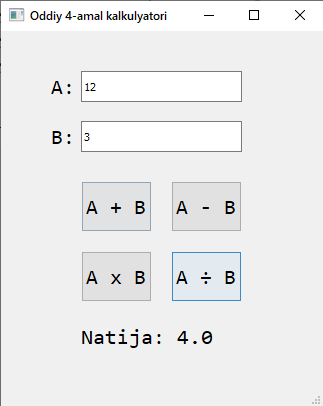 Oddiy 4-amal kalkulyatori
A: 12
B: 3
A + B A - B
A x B A ÷ B
Natija: 4.0